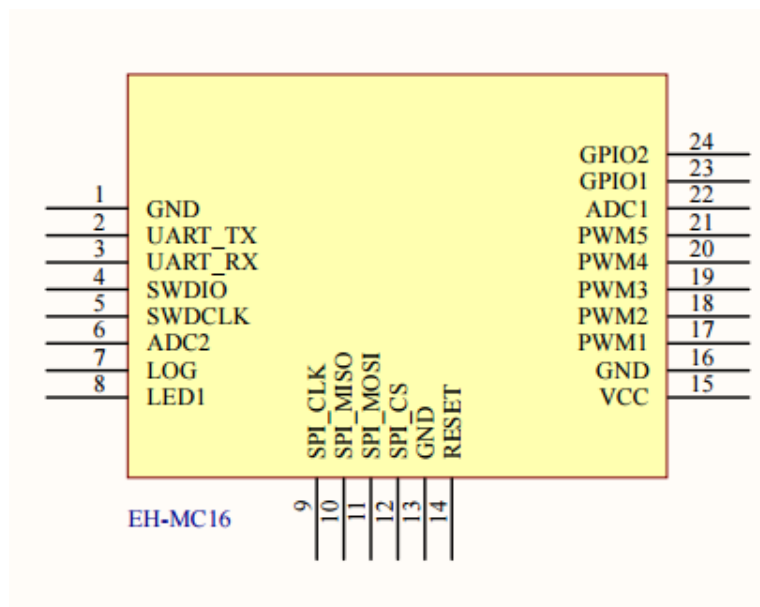 24
GPIO2
23
GPIO1
1
22
GND
ADC1
2
21
UART_TX
PWM5
3
20
UART_RX
PWM4
4
19
SWDIO
PWM3
5
18
SWDCLK
PWM2
6
17
ADC2
PWM1
7
16
LOG
GND
8
15
LED1
VCC
SPI_CLK
SPI_MISO
SPI_MOSI
SPI_CS
GND
RESET
9
10
11
12
13
14
EH-MC16